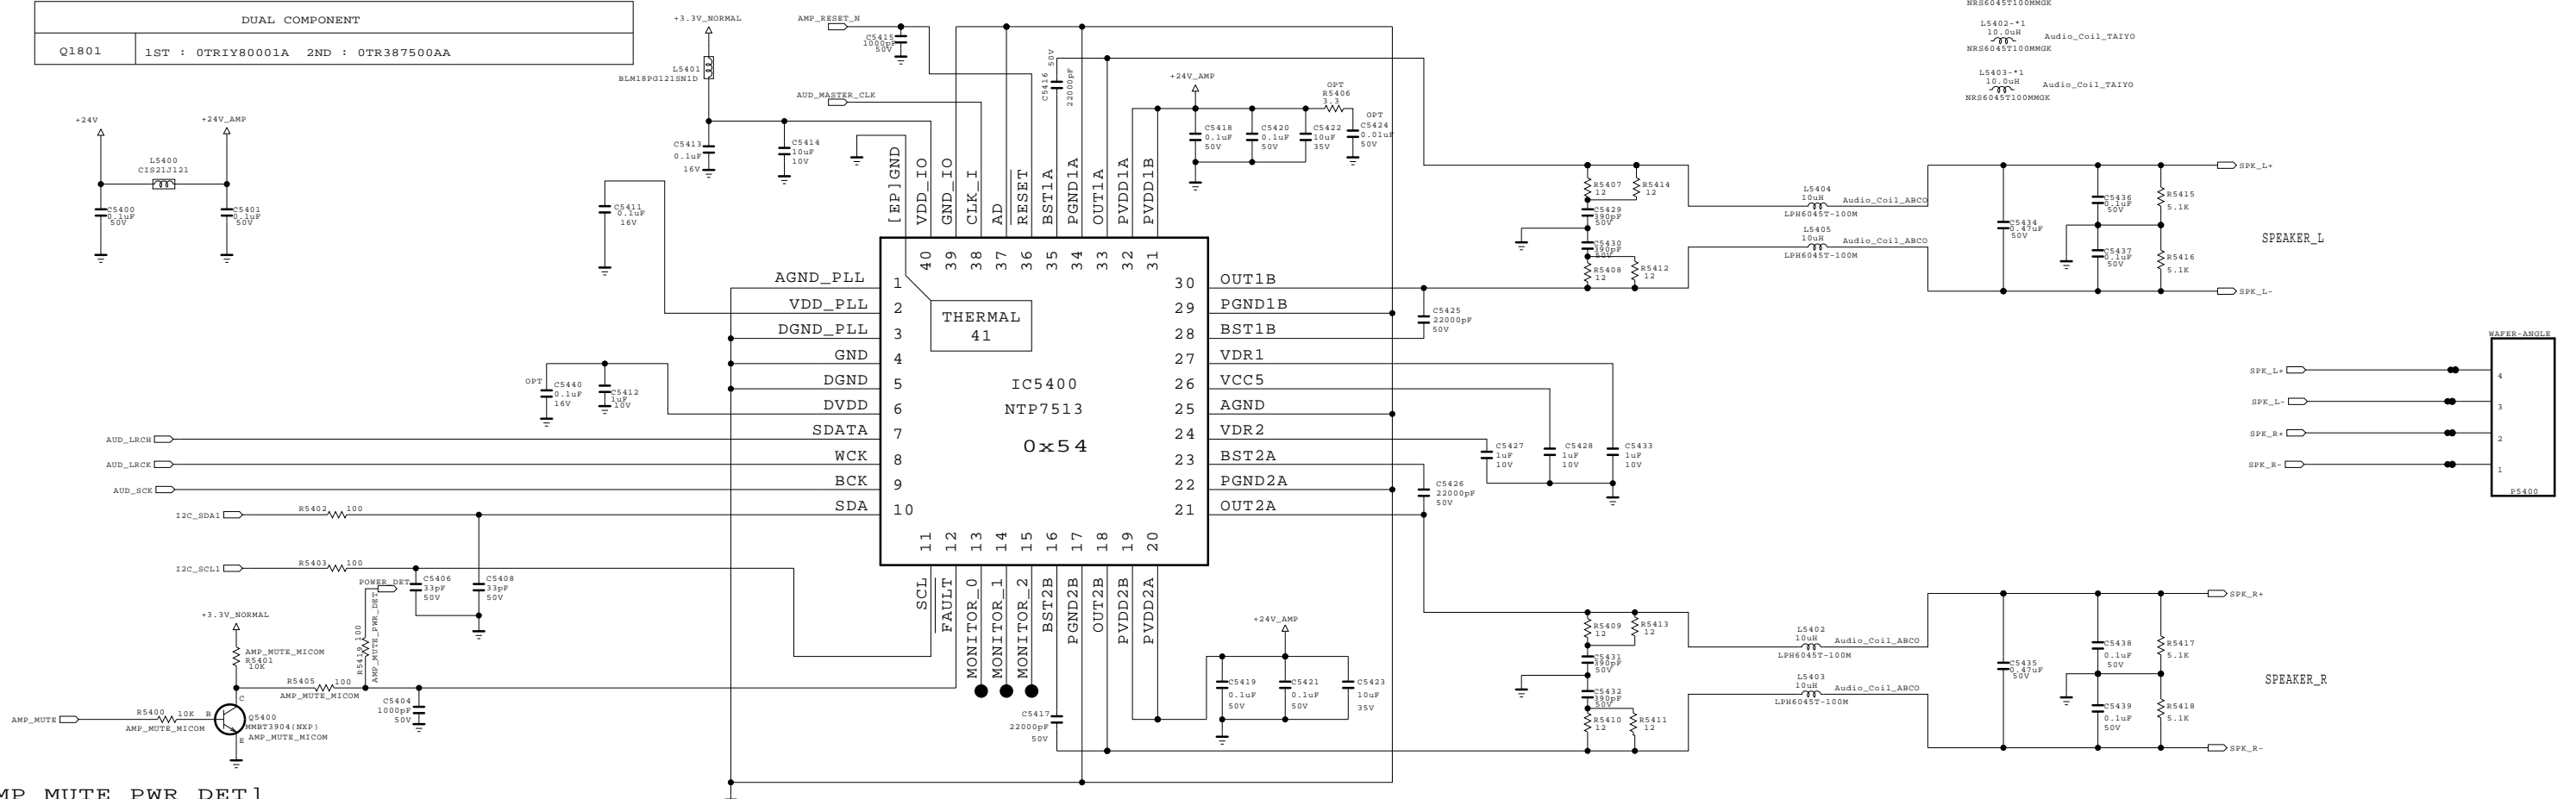 DUAL COMPONENT
Q1801 1ST : 0TRIY80001A 2ND : 0TR387500AA
+24V
+24V_AMP
L5400
CIS21J121
C5400
0.1uF
50V
C5401
0.1uF
50V
+3.3V_NORMAL
L5401
BLM18PG121SN1D
AMP_RESET_N
C5415
1000pF
50V
AUD_MASTER_CLK
C5413
0.1uF
16V
C5414
10uF
10V
C5411
0.1uF
16V
C5416
22000pF
50V
+24V_AMP
C5418
0.1uF
50V
C5420
0.1uF
50V
C5422
10uF
35V
OPT
R5406
3.3
OPT
C5424
0.01uF
50V
NRS6045T100MMGK
L5402-*1
10.0uH
Audio_Coil_TAIYO
NRS6045T100MMGK
L5403-*1
10.0uH
Audio_Coil_TAIYO
NRS6045T100MMGK
[EP]GND
VDD_IO
GND_IO
CLK_I
AD
RESET
BST1A
PGND1A
OUT1A
PVDD1A
PVDD1B
40 39 38 37 36 35 34 33 32 31
AGND_PLL 1
VDD_PLL 2
DGND_PLL 3
GND 4
DGND 5
DVDD 6
SDATA 7
WCK 8
BCK 9
SDA 10
THERMAL
41
IC5400
NTP7513
0x54
30 OUT1B
29 PGND1B
28 BST1B
27 VDR1
26 VCC5
25 AGND
24 VDR2
23 BST2A
22 PGND2A
21 OUT2A
11 12 13 14 15 16 17 18 19 20
SCL
FAULT
MONITOR_0
MONITOR_1
MONITOR_2
BST2B
PGND2B
OUT2B
PVDD2B
PVDD2A
OPT
C5440
0.1uF
16V
C5412
1uF
10V
AUD_LRCH
AUD_LRCK
AUD_SCK
I2C_SDA1
R5402 100
I2C_SCL1
R5403 100
C5406
33pF
50V
C5408
33pF
50V
POWER_DET
R5419 100
AMP_MUTE_PWR_DET
+3.3V_NORMAL
AMP_MUTE_MICOM
R5401
10K
R5405 100
AMP_MUTE_MICOM
C5404
1000pF
50V
AMP_MUTE
R5400 10K
AMP_MUTE_MICOM
B
C
E
Q5400
MMBT3904(NXP)
AMP_MUTE_MICOM
C5417
22000pF
50V
+24V_AMP
C5419
0.1uF
50V
C5421
0.1uF
50V
C5423
10uF
35V
C5425
22000pF
50V
C5426
22000pF
50V
C5427
1uF
10V
C5428
1uF
10V
C5433
1uF
10V
R5407
12
R5414
12
C5429
390pF
50V
C5430
390pF
50V
R5408
12
R5412
12
L5404
10uH
Audio_Coil_ABCO
LPH6045T-100M
L5405
10uH
Audio_Coil_ABCO
LPH6045T-100M
C5434
0.47uF
50V
C5436
0.1uF
50V
C5437
0.1uF
50V
R5415
5.1K
R5416
5.1K
SPK_L+
SPEAKER_L
SPK_L-
WAFER-ANGLE
SPK_L+ 4
SPK_L- 3
SPK_R+ 2
SPK_R- 1
P5400
R5409
12
R5413
12
C5431
390pF
50V
C5432
390pF
50V
R5410
12
R5411
12
L5402
10uH
Audio_Coil_ABCO
LPH6045T-100M
L5403
10uH
Audio_Coil_ABCO
LPH6045T-100M
C5435
0.47uF
50V
C5438
0.1uF
50V
C5439
0.1uF
50V
R5417
5.1K
R5418
5.1K
SPK_R+
SPEAKER_R
SPK_R-
MP MUTE PWR DET]